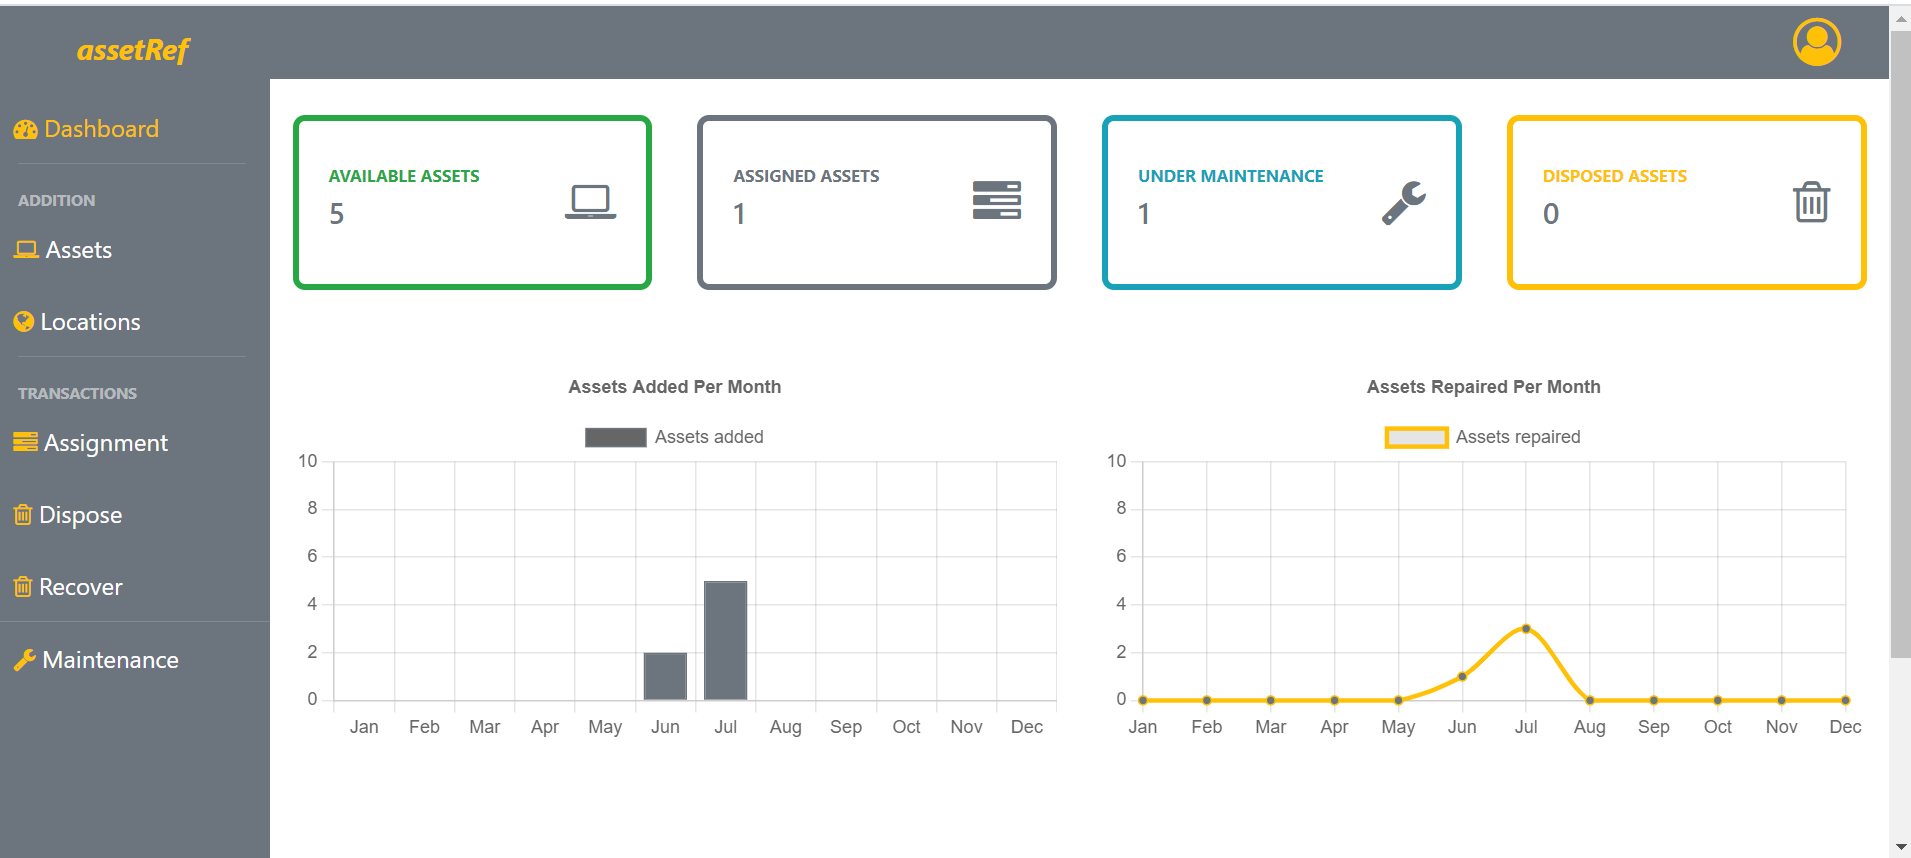 assetRef
Dashboard
ADDITION
Assets
Locations
TRANSACTIONS
Assignment
Dispose
Recover
Maintenance
AVAILABLE ASSETS
5
ASSIGNED ASSETS
1
UNDER MAINTENANCE
1
DISPOSED ASSETS
0
Assets Added Per Month
Assets added
10
8
6
4
2
0
Jan Feb Mar Apr May Jun Jul Aug Sep Oct Nov Dec
Assets Repaired Per Month
Assets repaired
10
8
6
4
2
0
Jan Feb Mar Apr May Jun Jul Aug Sep Oct Nov Dec